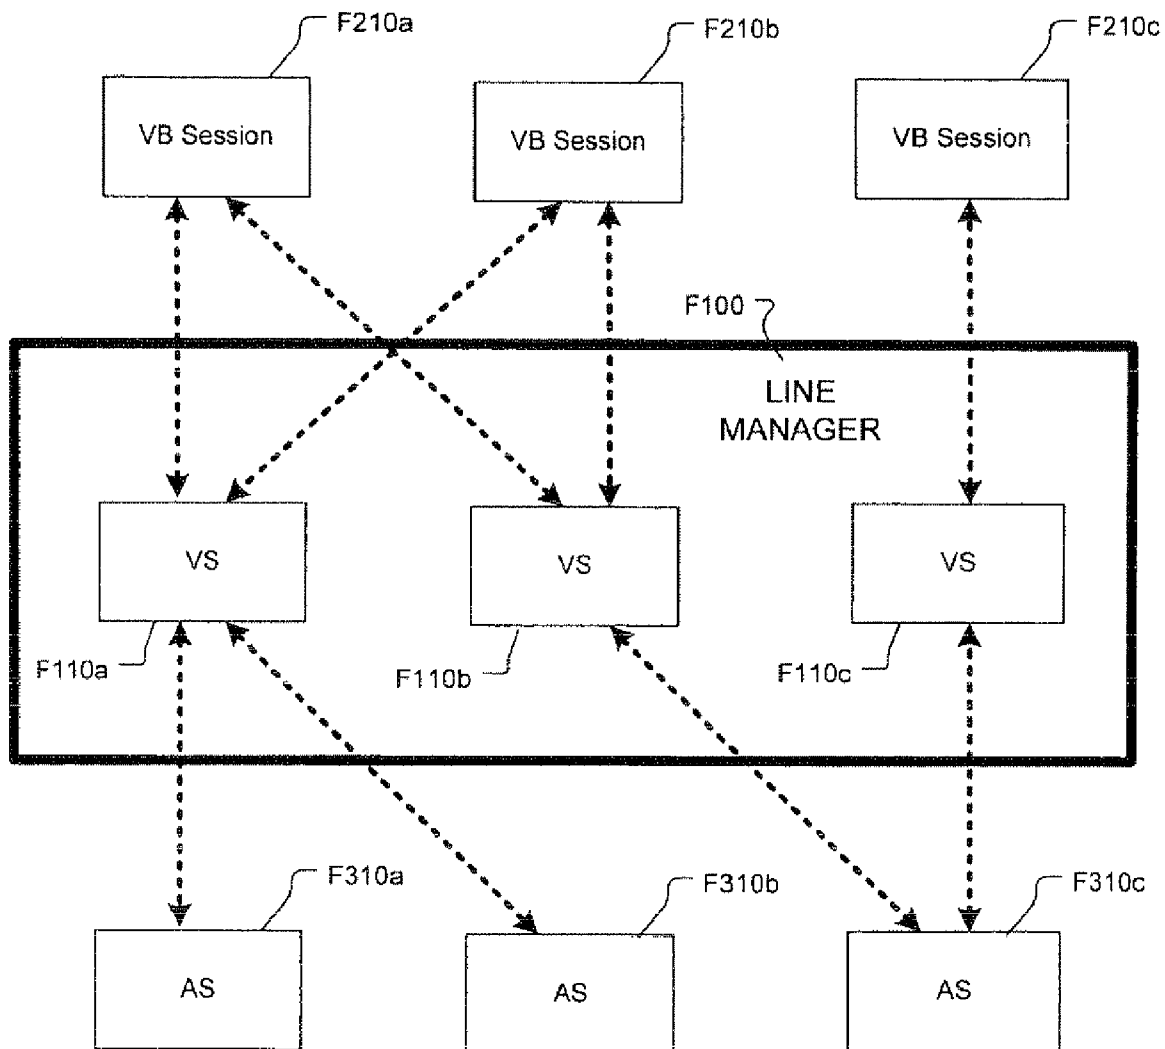 F210a
F210b
F210c
VB Session
VB Session
VB Session
F100
LINE
MANAGER
VS
VS
VS
F110a
F110b
F110c
F310a
F310b
F310c
AS
AS
AS